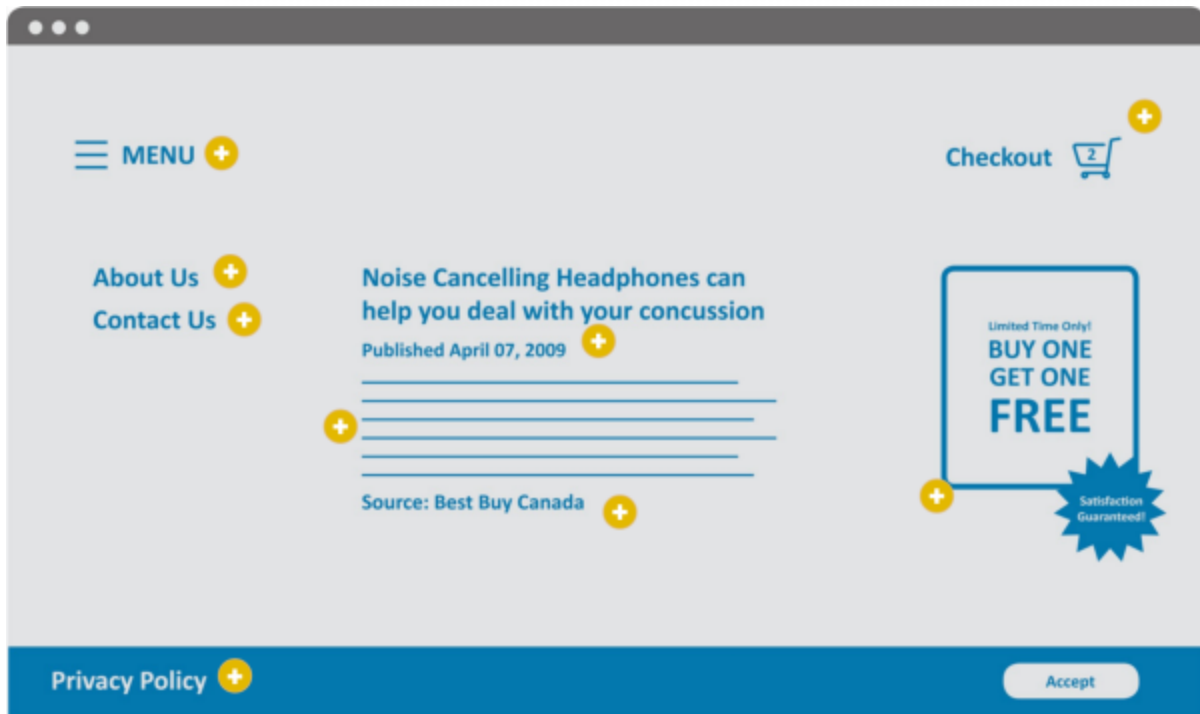 MENU
Checkout
2
About Us
Contact Us
Noise Cancelling Headphones can
help you deal with your concussion
Published April 07, 2009
Source: Best Buy Canada
Limited Time Only!
BUY ONE
GET ONE
FREE
Satisfaction
Guaranteed!
Privacy Policy
Accept